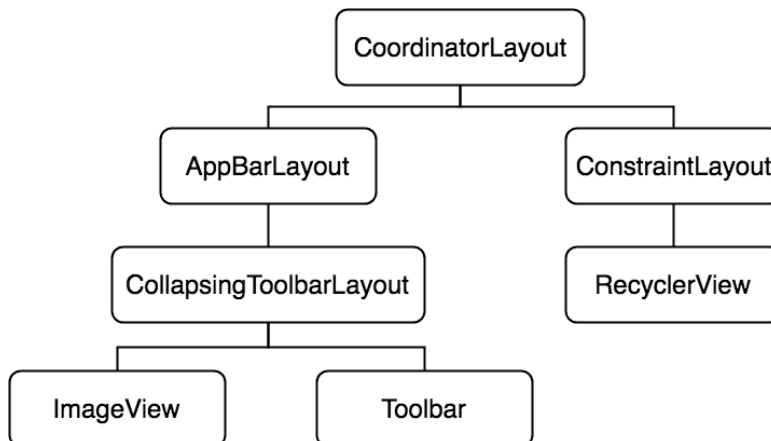 CoordinatorLayout
AppBarLayout
ConstraintLayout
CollapsingToolbarLayout
RecyclerView
ImageView
Toolbar